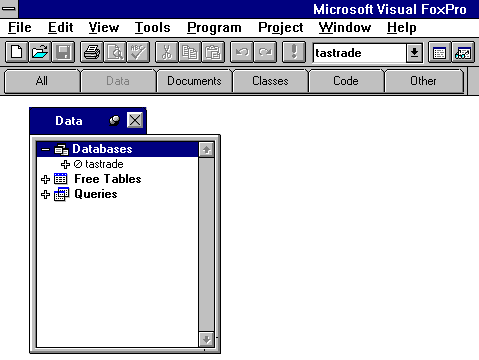 Microsoft Visual FoxPro
File Edit View Tools Program Project Window Help
tastrade
All Data Documents Classes Code Other
Data
Databases
tastrade
Free Tables
Queries